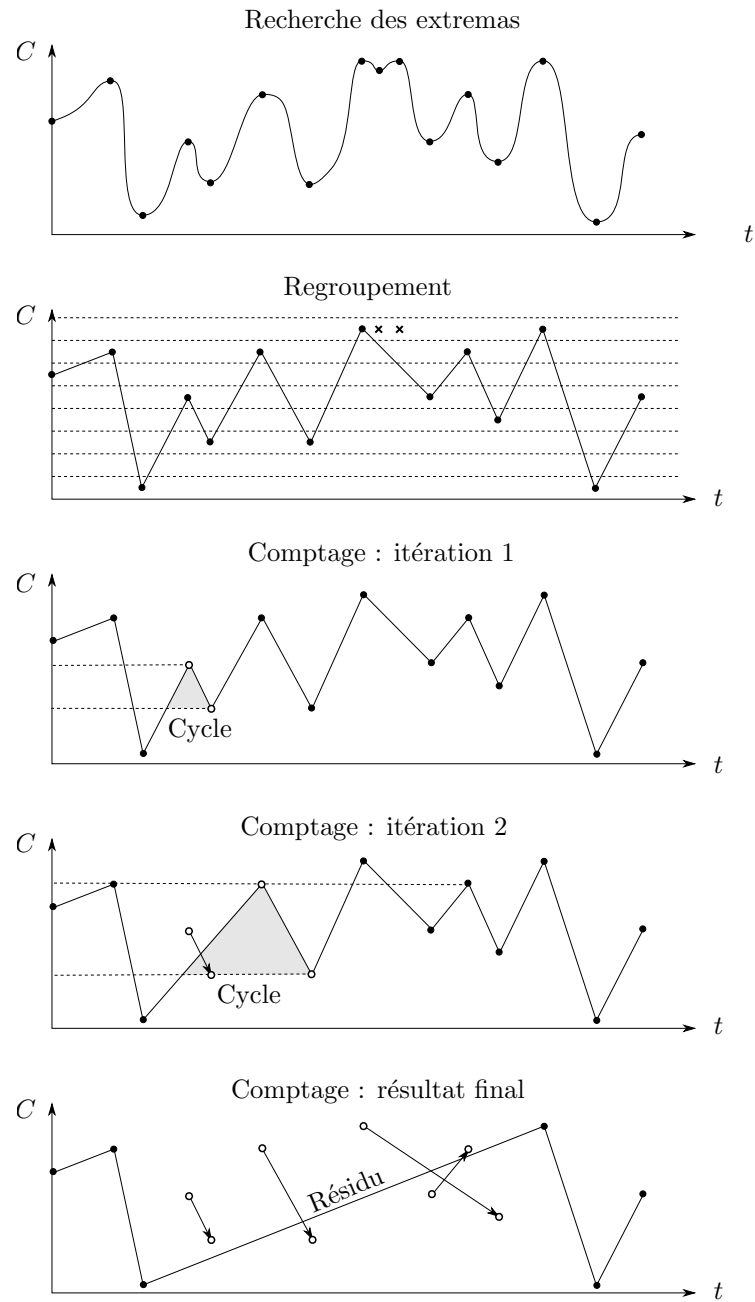 Recherche des extremas
C
t
Regroupement
C
t
Comptage : itération 1
C
Cycle
t
Comptage : itération 2
C
Cycle
t
Comptage : résultat final
C
Résidu
t